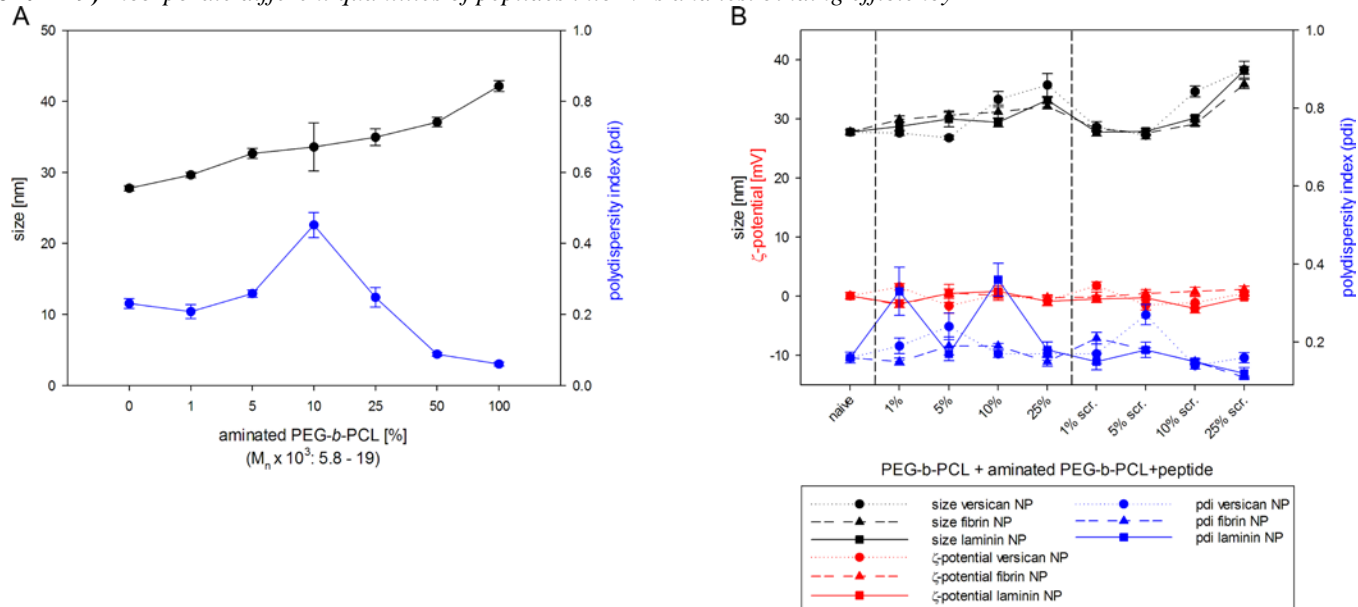 A
50
40
30
20
10
0
size [nm]
1.0
0.8
0.6
0.4
0.2
0.0
polydispersity index (pdi)
0 1 5 10 25 50 100
aminated PEG-b-PCL [%]
(Mn x 10³: 5.8 - 19)
B
40
30
20
10
0
-10
size [nm]
ζ-potential [mV]
1.0
0.8
0.6
0.4
0.2
polydispersity index (pdi)
naive 1% 5% 10% 25% 1% scr. 5% scr. 10% scr. 25% scr.
PEG-b-PCL + aminated PEG-b-PCL+peptide
size versican NP
size fibrin NP
size laminin NP
ζ-potential versican NP
ζ-potential fibrin NP
ζ-potential laminin NP
pdi versican NP
pdi fibrin NP
pdi laminin NP